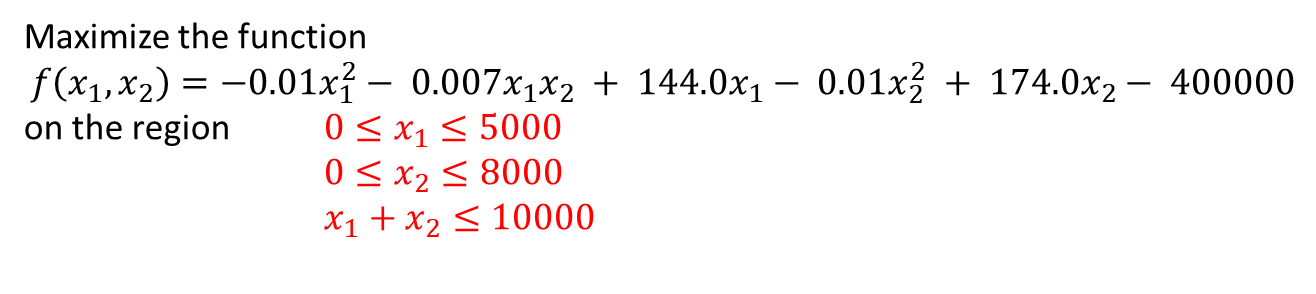 Maximize the function
f(x₁, x₂) = −0.01x₁² − 0.007x₁x₂ + 144.0x₁ − 0.01x₂² + 174.0x₂ − 400000
on the region 0 ≤ x₁ ≤ 5000
0 ≤ x₂ ≤ 8000
x₁ + x₂ ≤ 10000